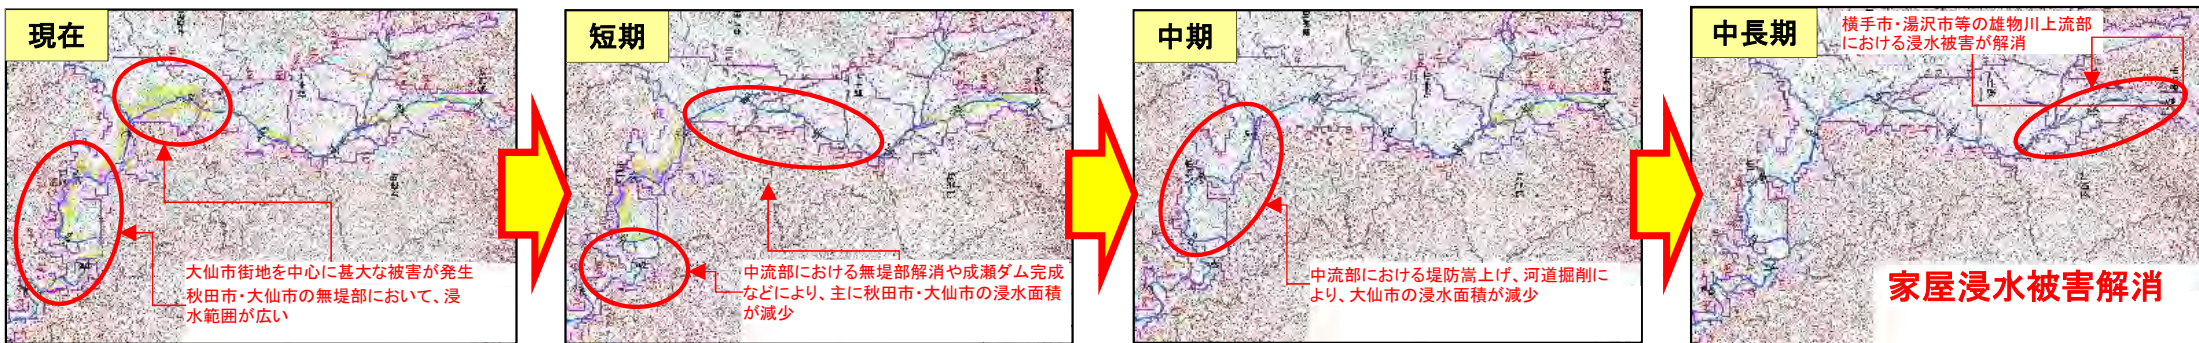 現在
大仙市街地を中心に甚大な被害が発生
秋田市・大仙市の無堤部において、浸
水範囲が広い
短期
中流部における無堤部解消や成瀬ダム完成
などにより、主に秋田市・大仙市の浸水面積
が減少
中期
中流部における堤防嵩上げ、河道掘削に
より、大仙市の浸水面積が減少
中長期
横手市・湯沢市等の雄物川上流部
における浸水被害が解消
家屋浸水被害解消